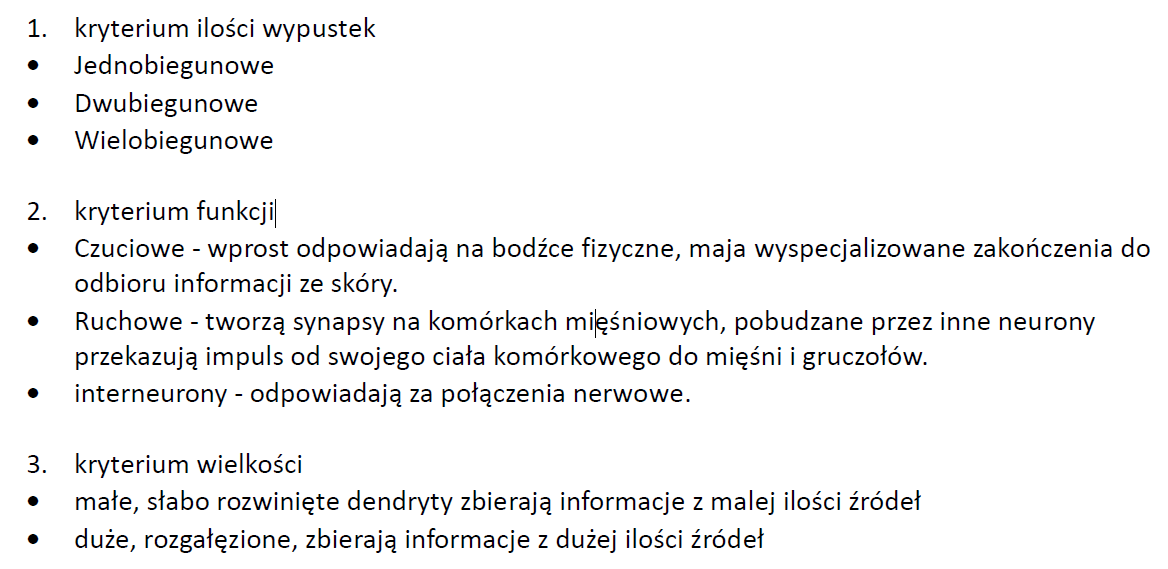 1. kryterium ilości wypustek
• Jednobiegunowe
• Dwubiegunowe
• Wielobiegunowe
2. kryterium funkcji
• Czuciowe - wprost odpowiadają na bodźce fizyczne, maja wyspecjalizowane zakończenia do
odbioru informacji ze skóry.
• Ruchowe - tworzą synapsy na komórkach mięśniowych, pobudzane przez inne neurony
przekazują impuls od swojego ciała komórkowego do mięśni i gruczołów.
• interneurony - odpowiadają za połączenia nerwowe.
3. kryterium wielkości
• małe, słabo rozwinięte dendryty zbierają informacje z malej ilości źródeł
• duże, rozgałęzione, zbierają informacje z dużej ilości źródeł